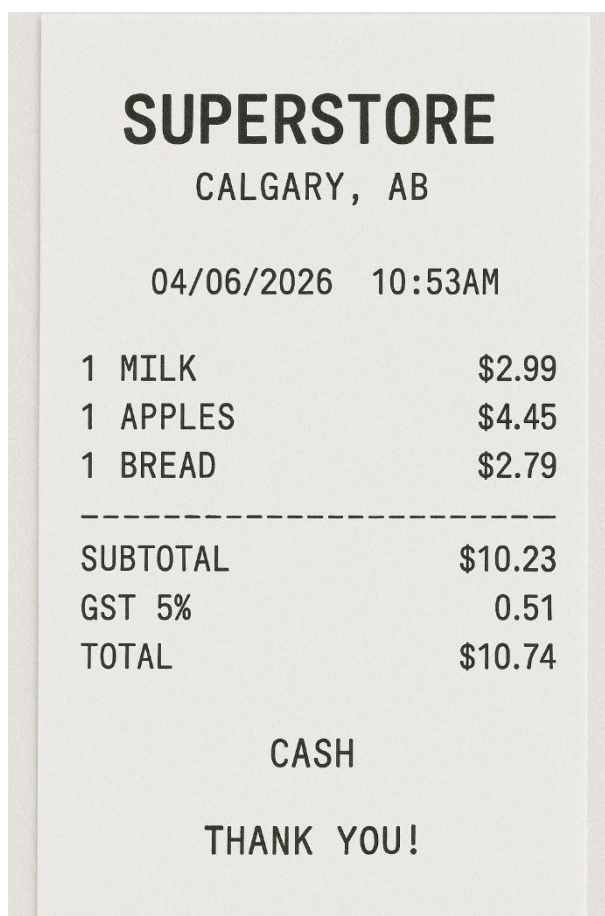 SUPERSTORE
CALGARY, AB
04/06/2026 10:53AM
1 MILK $2.99
1 APPLES $4.45
1 BREAD $2.79
------------------------
SUBTOTAL $10.23
GST 5% 0.51
TOTAL $10.74
CASH
THANK YOU!